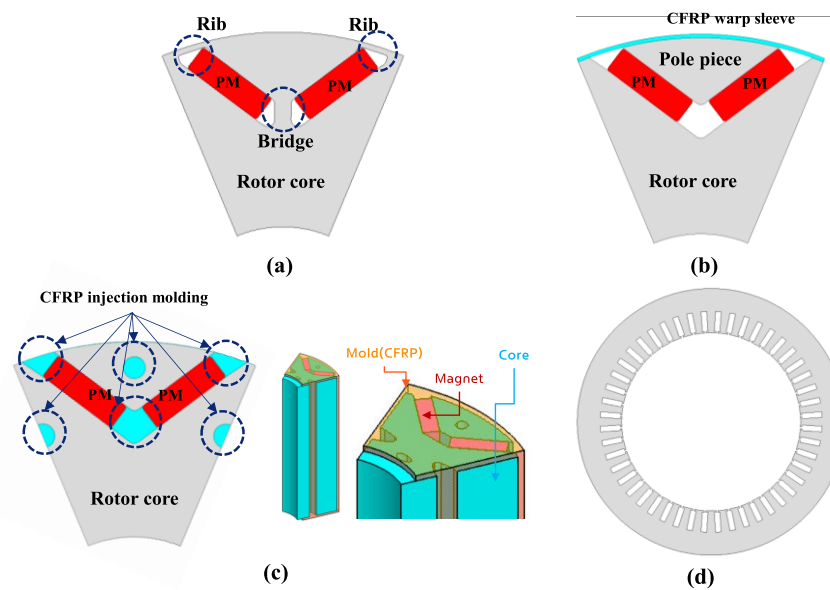 Rib
Rib
PM
PM
Bridge
Rotor core
(a)
CFRP warp sleeve
Pole piece
PM
PM
Rotor core
(b)
CFRP injection molding
PM
PM
Rotor core
Mold(CFRP)
Core
Magnet
(c)
(d)